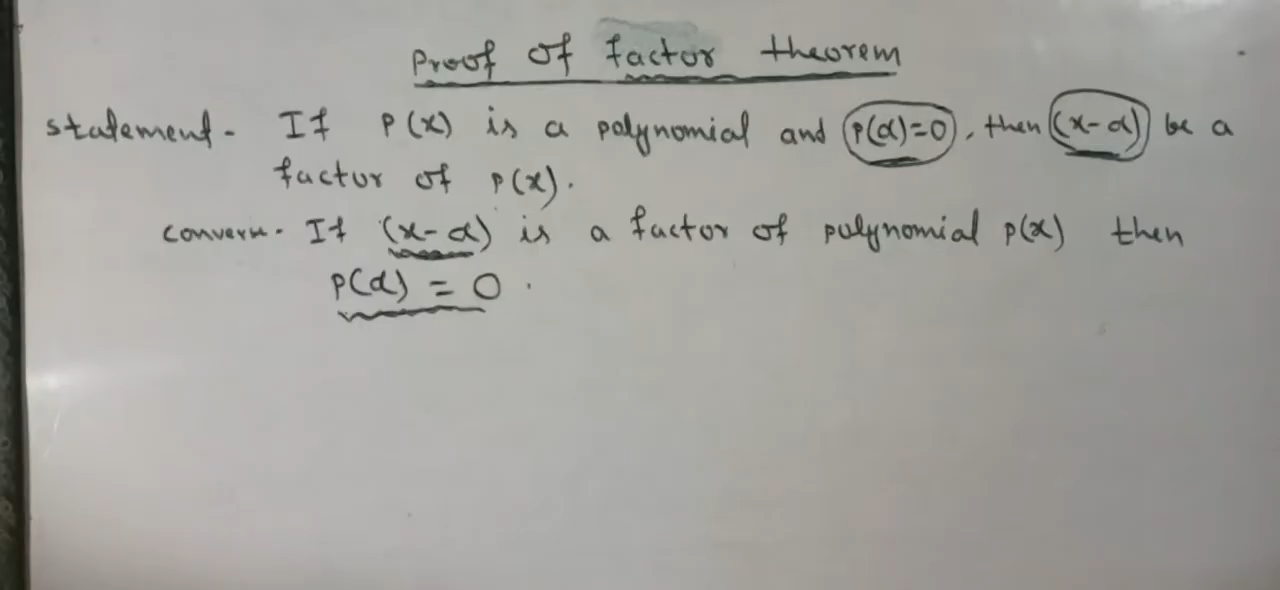 Proof of factor theorem
statement - If P(x) is a polynomial and P(α)=0, then (x-α) be a
factor of P(x).
converse - If (x-α) is a factor of polynomial P(x) then
P(α) = 0.